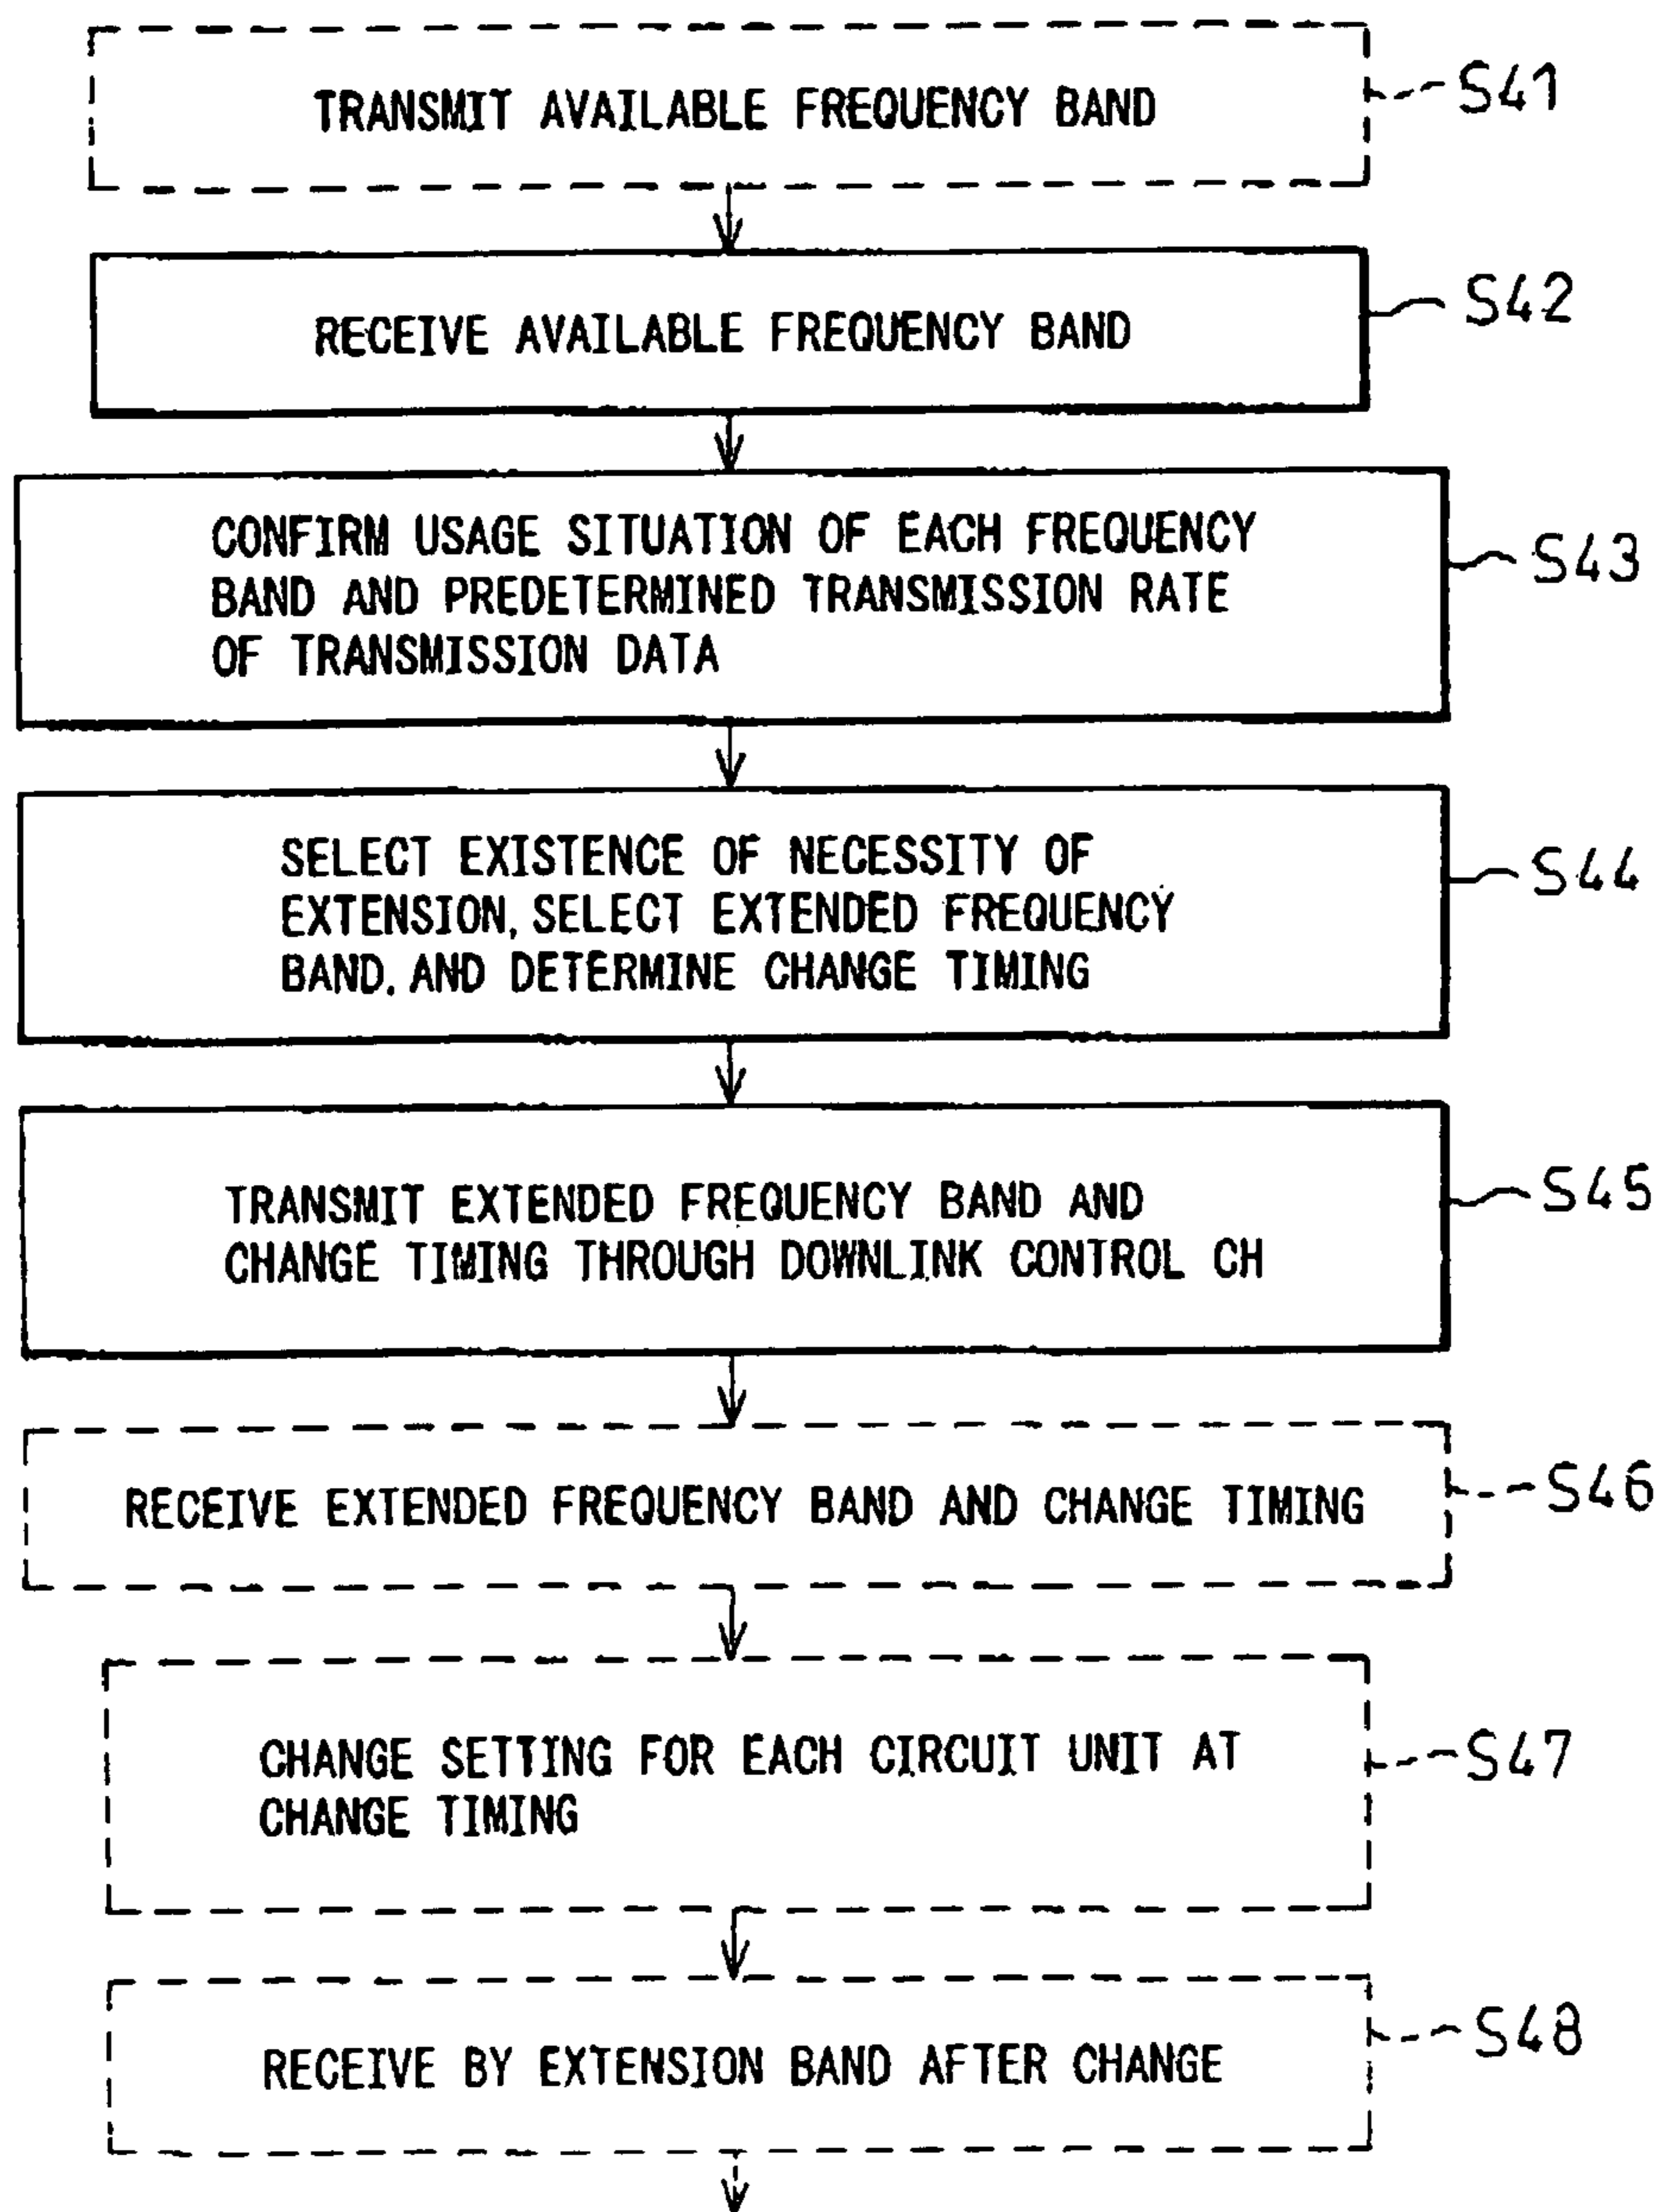 TRANSMIT AVAILABLE FREQUENCY BAND
S41
RECEIVE AVAILABLE FREQUENCY BAND
S42
CONFIRM USAGE SITUATION OF EACH FREQUENCY
BAND AND PREDETERMINED TRANSMISSION RATE
OF TRANSMISSION DATA
S43
SELECT EXISTENCE OF NECESSITY OF
EXTENSION, SELECT EXTENDED FREQUENCY
BAND, AND DETERMINE CHANGE TIMING
S44
TRANSMIT EXTENDED FREQUENCY BAND AND
CHANGE TIMING THROUGH DOWNLINK CONTROL CH
S45
RECEIVE EXTENDED FREQUENCY BAND AND CHANGE TIMING
S46
CHANGE SETTING FOR EACH CIRCUIT UNIT AT
CHANGE TIMING
S47
RECEIVE BY EXTENSION BAND AFTER CHANGE
S48